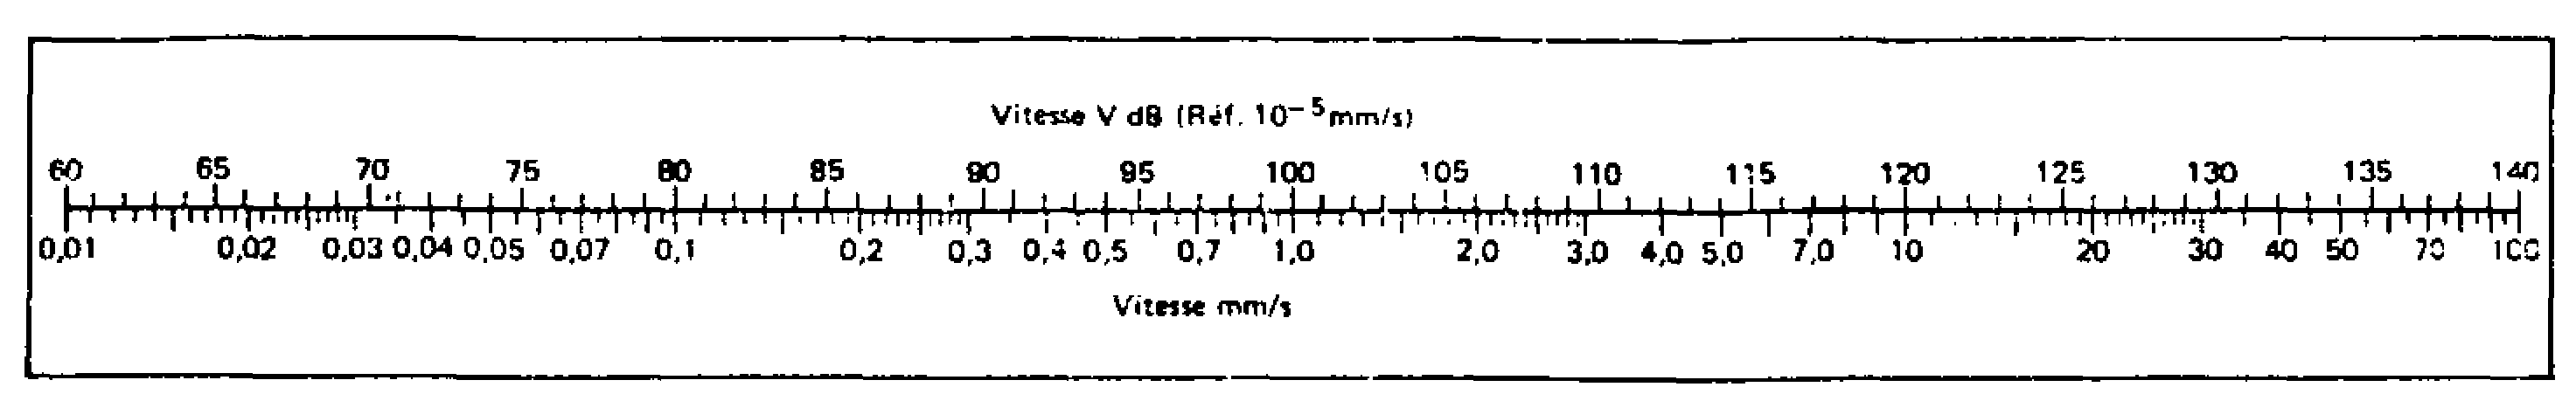 Vitesse V dB (Réf. 10⁻⁵mm/s)
60 65 70 75 80 85 90 95 100 105 110 115 120 125 130 135 140
0,01 0,02 0,03 0,04 0,05 0,07 0,1 0,2 0,3 0,4 0,5 0,7 1,0 2,0 3,0 4,0 5,0 7,0 10 20 30 40 50 70 100
Vitesse mm/s